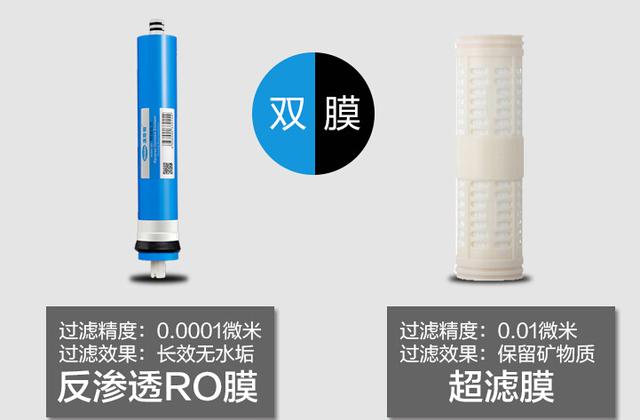 双膜
过滤精度：0.0001微米
过滤效果：长效无水垢
反渗透RO膜
过滤精度：0.01微米
过滤效果：保留矿物质
超滤膜